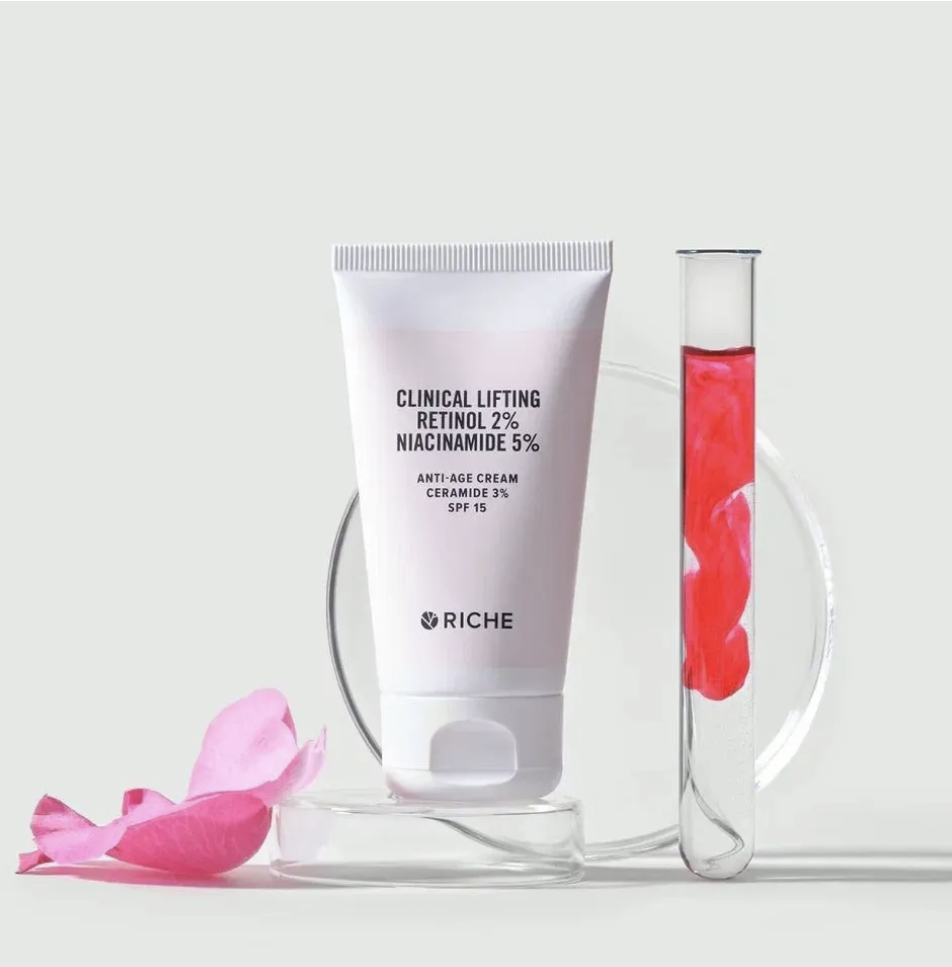 CLINICAL LIFTING
RETINOL 2%
NIACINAMIDE 5%
ANTI-AGE CREAM
CERAMIDE 3%
SPF 15
RICHE